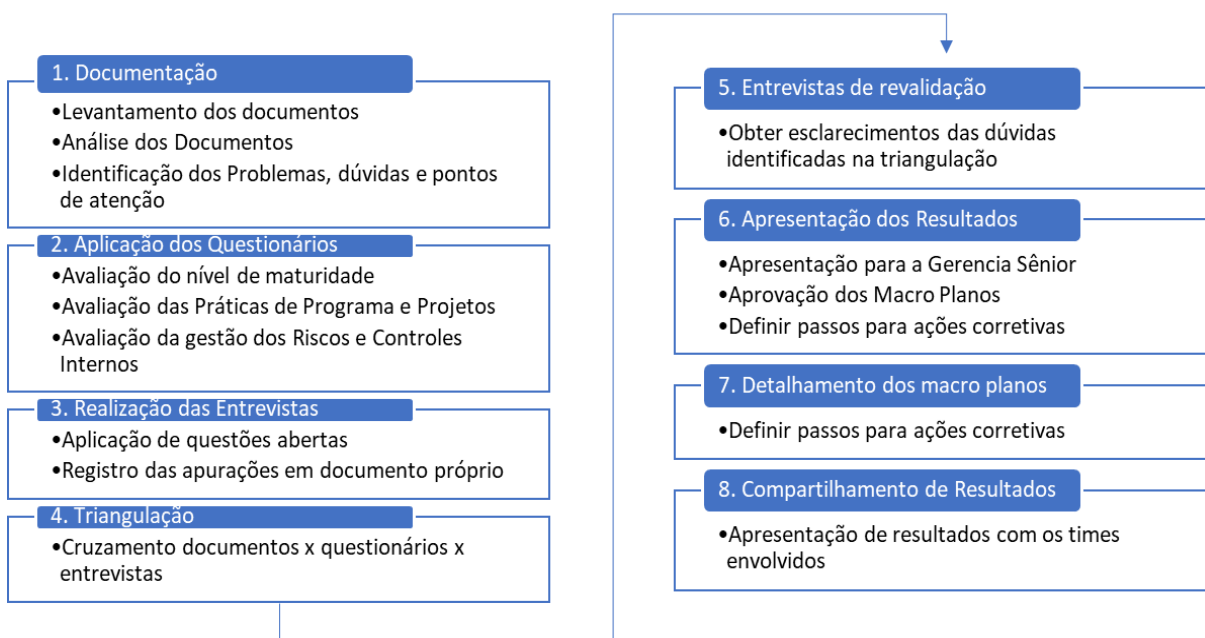 1. Documentação
•Levantamento dos documentos
•Análise dos Documentos
•Identificação dos Problemas, dúvidas e pontos
de atenção
2. Aplicação dos Questionários
•Avaliação do nível de maturidade
•Avaliação das Práticas de Programa e Projetos
•Avaliação da gestão dos Riscos e Controles
Internos
3. Realização das Entrevistas
•Aplicação de questões abertas
•Registro das apurações em documento próprio
4. Triangulação
•Cruzamento documentos x questionários x
entrevistas
5. Entrevistas de revalidação
•Obter esclarecimentos das dúvidas
identificadas na triangulação
6. Apresentação dos Resultados
•Apresentação para a Gerencia Sênior
•Aprovação dos Macro Planos
•Definir passos para ações corretivas
7. Detalhamento dos macro planos
•Definir passos para ações corretivas
8. Compartilhamento de Resultados
•Apresentação de resultados com os times
envolvidos